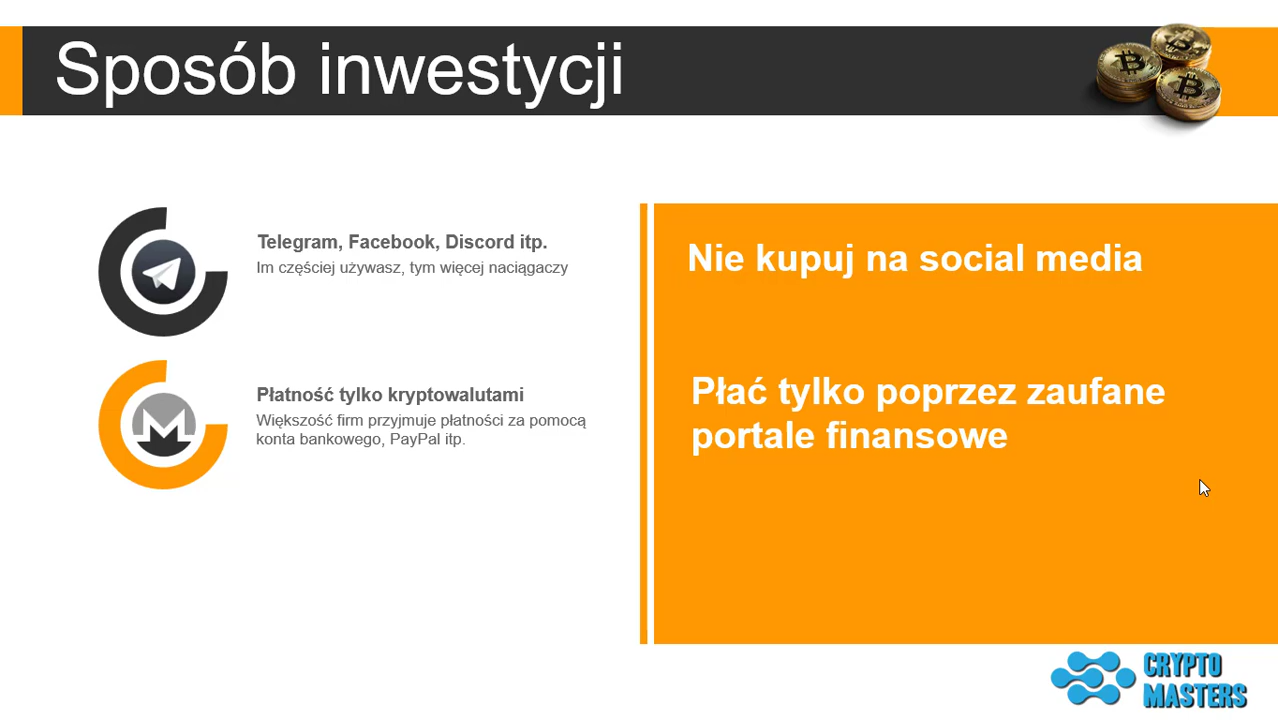 Sposób inwestycji
Telegram, Facebook, Discord itp.
Im częściej używasz, tym więcej naciągaczy
Płatność tylko kryptowalutami
Większość firm przyjmuje płatności za pomocą
konta bankowego, PayPal itp.
Nie kupuj na social media
Płać tylko poprzez zaufane
portale finansowe
CRYPTO
MASTERS